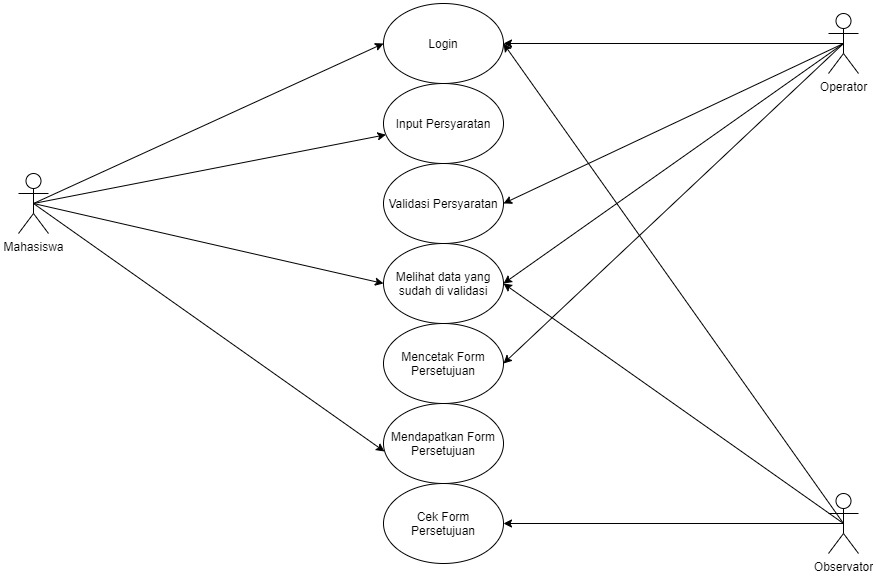 Login
Operator
Input Persyaratan
Mahasiswa
Validasi Persyaratan
Melihat data yang
sudah di validasi
Mencetak Form
Persetujuan
Mendapatkan Form
Persetujuan
Cek Form
Persetujuan
Observator